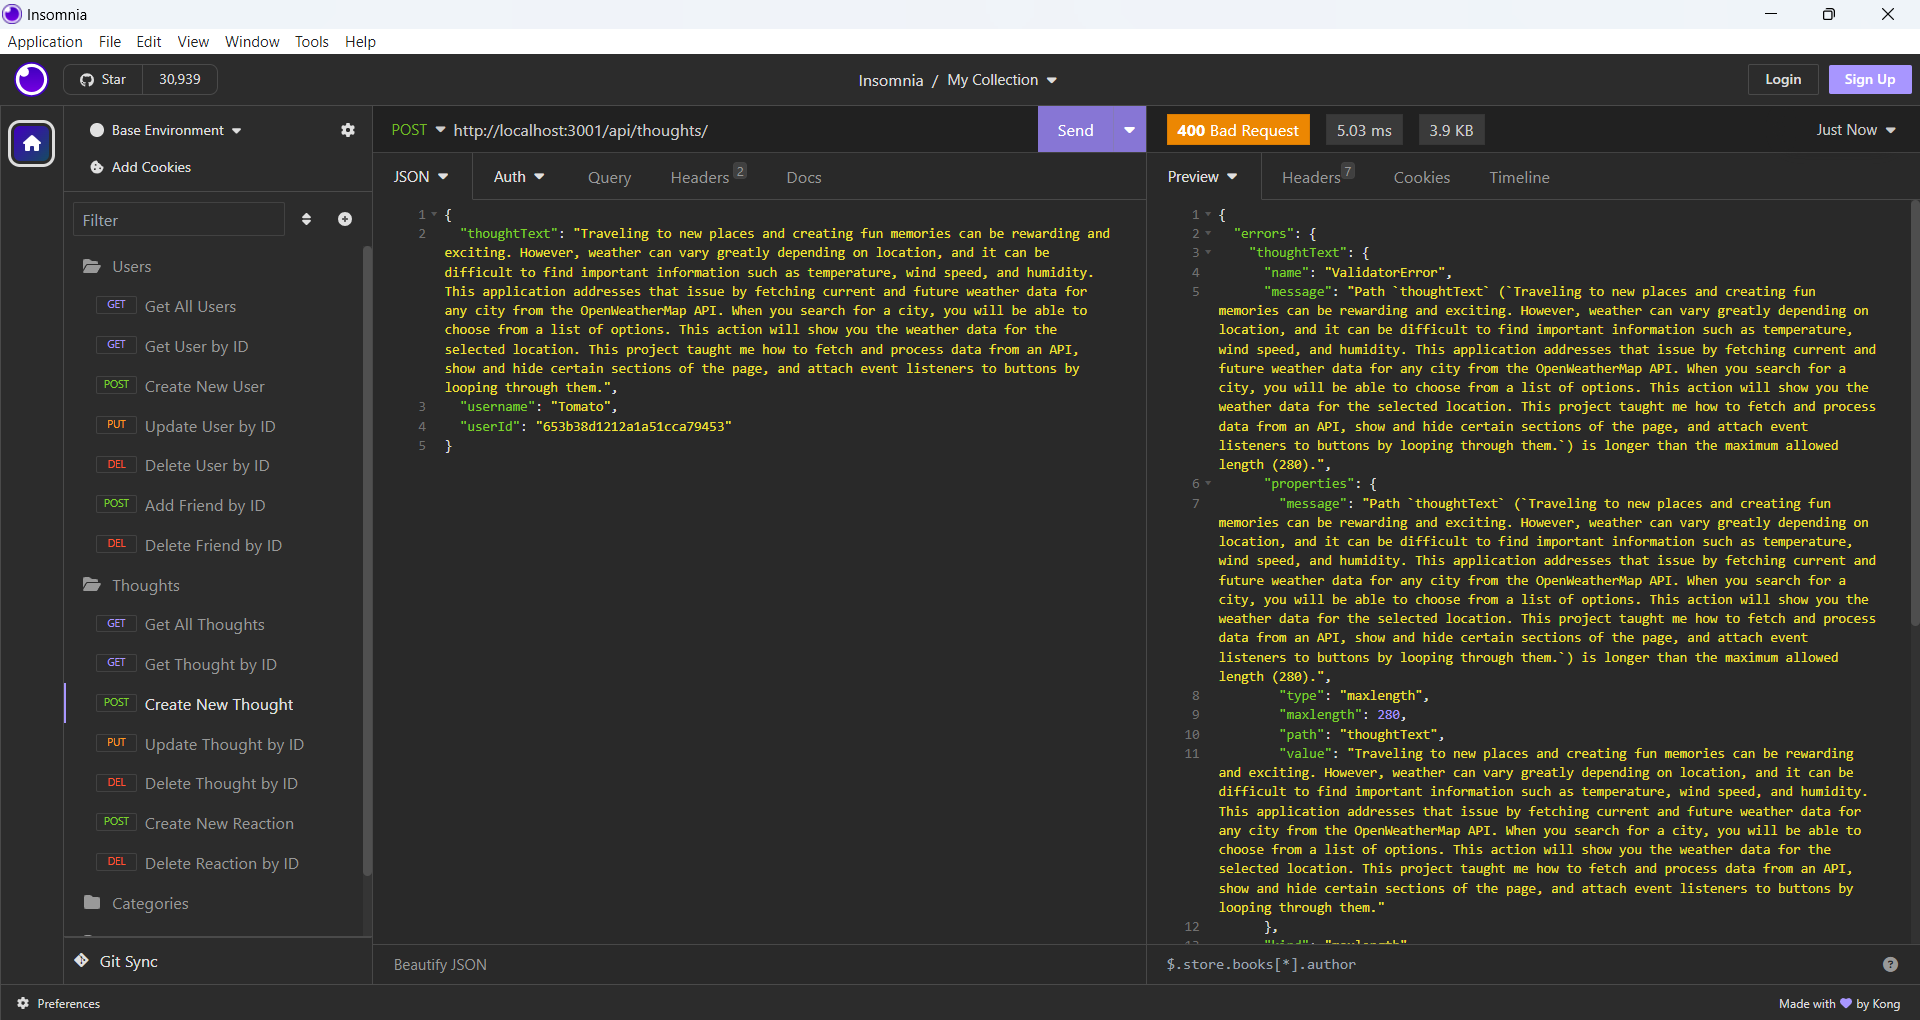 Insomnia
Application File Edit View Window Tools Help
Star 30,939
Insomnia / My Collection
Login Sign Up
Base Environment
Add Cookies
Filter
Users
GET Get All Users
GET Get User by ID
POST Create New User
PUT Update User by ID
DEL Delete User by ID
POST Add Friend by ID
DEL Delete Friend by ID
Thoughts
GET Get All Thoughts
GET Get Thought by ID
POST Create New Thought
PUT Update Thought by ID
DEL Delete Thought by ID
POST Create New Reaction
DEL Delete Reaction by ID
Categories
Git Sync
POST http://localhost:3001/api/thoughts/ Send
JSON Auth Query Headers 2 Docs
1 {
2 "thoughtText": "Traveling to new places and creating fun memories can be rewarding and
exciting. However, weather can vary greatly depending on location, and it can be
difficult to find important information such as temperature, wind speed, and humidity.
This application addresses that issue by fetching current and future weather data for
any city from the OpenWeatherMap API. When you search for a city, you will be able to
choose from a list of options. This action will show you the weather data for the
selected location. This project taught me how to fetch and process data from an API,
show and hide certain sections of the page, and attach event listeners to buttons by
looping through them.",
3 "username": "Tomato",
4 "userId": "653b38d1212a1a51cca79453"
5 }
Beautify JSON
400 Bad Request 5.03 ms 3.9 KB Just Now
Preview Headers 7 Cookies Timeline
1 {
2 "errors": {
3 "thoughtText": {
4 "name": "ValidatorError",
5 "message": "Path `thoughtText` (`Traveling to new places and creating fun
memories can be rewarding and exciting. However, weather can vary greatly depending on
location, and it can be difficult to find important information such as temperature,
wind speed, and humidity. This application addresses that issue by fetching current and
future weather data for any city from the OpenWeatherMap API. When you search for a
city, you will be able to choose from a list of options. This action will show you the
weather data for the selected location. This project taught me how to fetch and process
data from an API, show and hide certain sections of the page, and attach event
listeners to buttons by looping through them.`) is longer than the maximum allowed
length (280).",
6 "properties": {
7 "message": "Path `thoughtText` (`Traveling to new places and creating fun
memories can be rewarding and exciting. However, weather can vary greatly depending on
location, and it can be difficult to find important information such as temperature,
wind speed, and humidity. This application addresses that issue by fetching current and
future weather data for any city from the OpenWeatherMap API. When you search for a
city, you will be able to choose from a list of options. This action will show you the
weather data for the selected location. This project taught me how to fetch and process
data from an API, show and hide certain sections of the page, and attach event
listeners to buttons by looping through them.`) is longer than the maximum allowed
length (280).",
8 "type": "maxlength",
9 "maxlength": 280,
10 "path": "thoughtText",
11 "value": "Traveling to new places and creating fun memories can be rewarding
and exciting. However, weather can vary greatly depending on location, and it can be
difficult to find important information such as temperature, wind speed, and humidity.
This application addresses that issue by fetching current and future weather data for
any city from the OpenWeatherMap API. When you search for a city, you will be able to
choose from a list of options. This action will show you the weather data for the
selected location. This project taught me how to fetch and process data from an API,
show and hide certain sections of the page, and attach event listeners to buttons by
looping through them."
12 },
$.store.books[*].author
Preferences
Made with by Kong